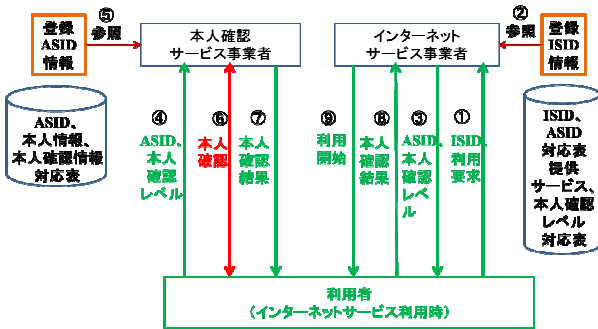 登録
ASID
情報
⑤
参照
本人確認
サービス事業者
インターネット
サービス事業者
②
参照
登録
ISID
情報
ASID、
本人情報、
本人確認情報
対応表
④
ASID、
本人
確認
レベル
⑥
本人
確認
⑦
本人
確認
結果
⑨
利用
開始
⑧
本人
確認
結果
③
ASID、
本人
確認
レベ
ル
①
ISID、
利用
要求
ISID、
ASID
対応表
提供
サービス、
本人確認
レベル
対応表
利用者
（インターネットサービス利用時）